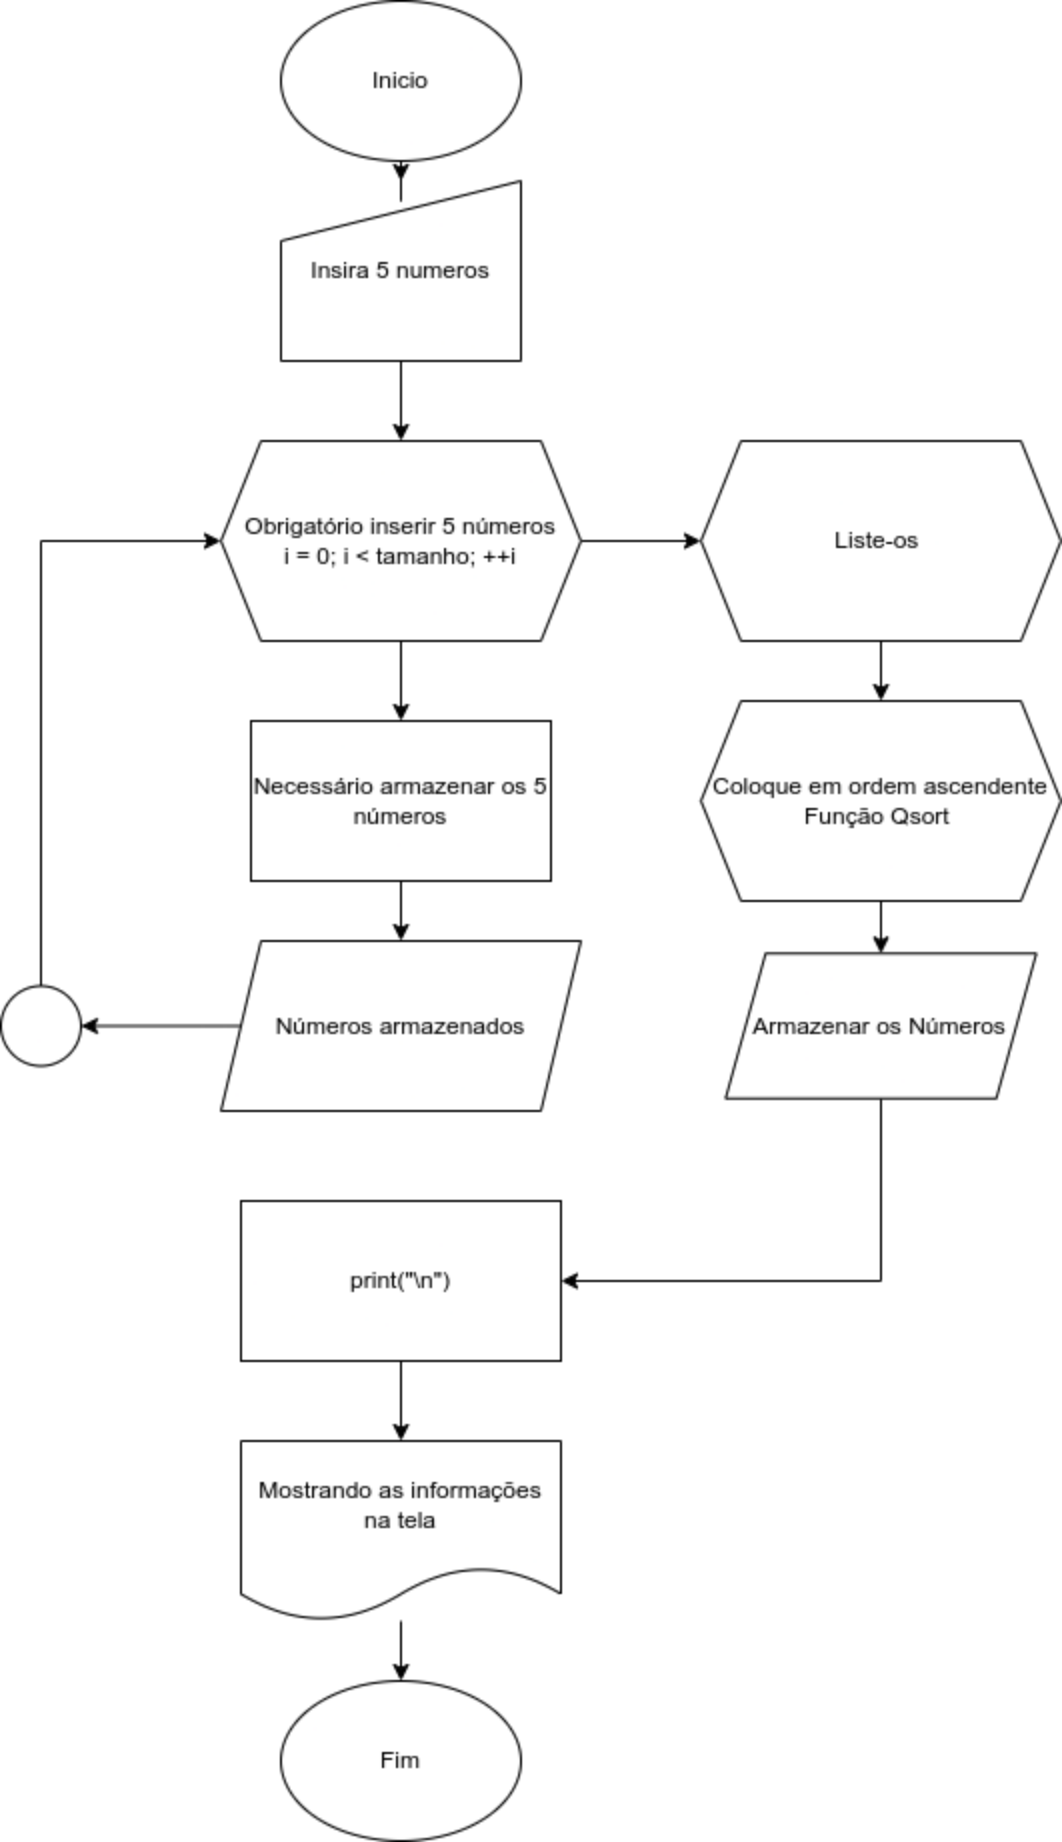 Inicio
Insira 5 numeros
Obrigatório inserir 5 números
i = 0; i < tamanho; ++i
Liste-os
Necessário armazenar os 5
números
Coloque em ordem ascendente
Função Qsort
Números armazenados
Armazenar os Números
print("\n")
Mostrando as informações
na tela
Fim